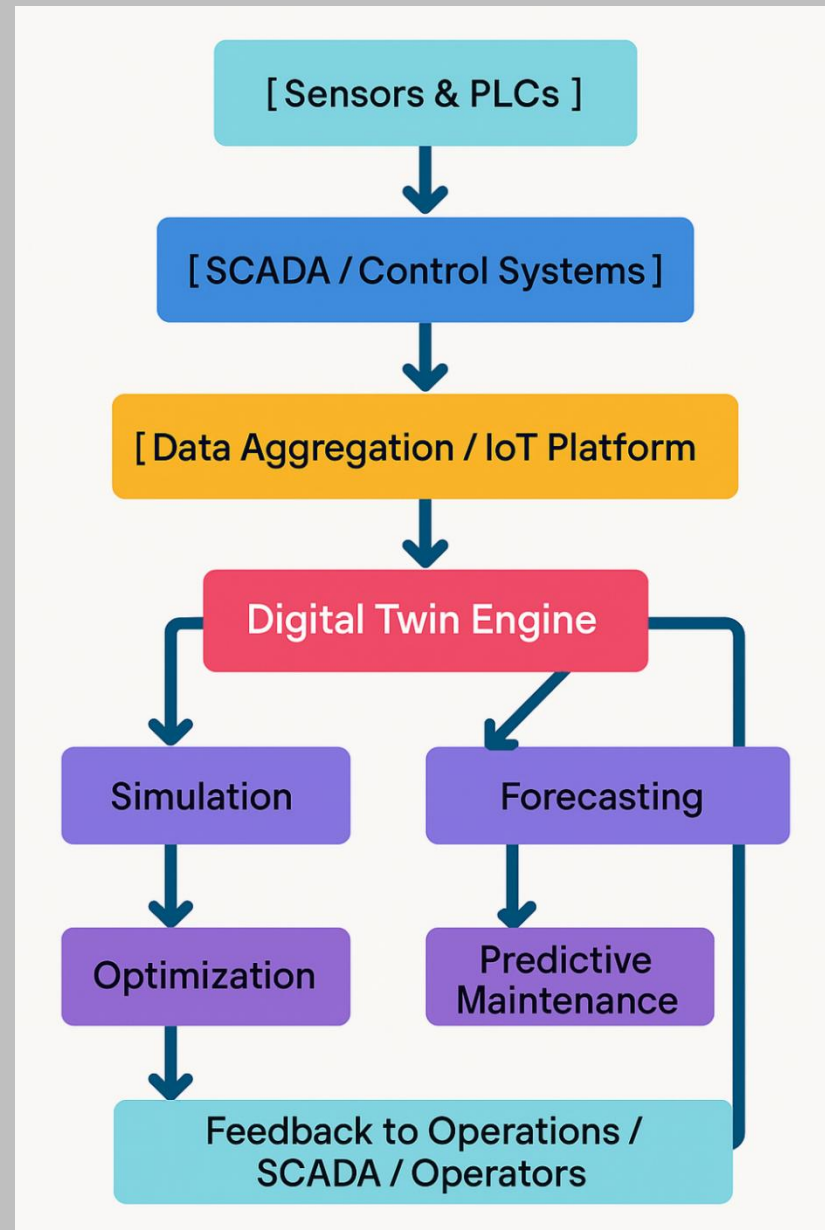 [Sensors & PLCs ]
[SCADA / Control Systems]
[Data Aggregation / IoT Platform
Digital Twin Engine
Simulation
Forecasting
Optimization
Predictive
Maintenance
Feedback to Operations /
SCADA / Operators